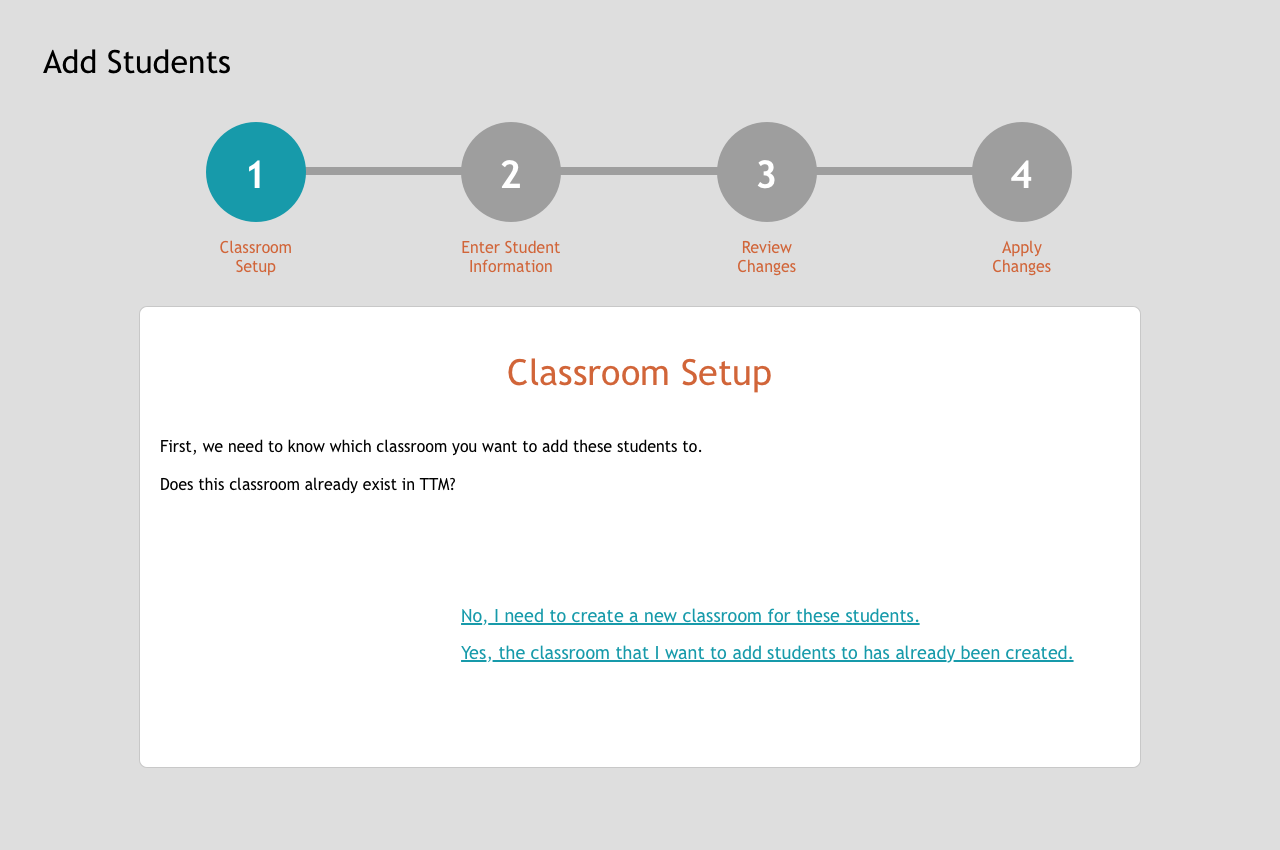 Add Students
1
2
3
4
Classroom
Setup
Enter Student
Information
Review
Changes
Apply
Changes
Classroom Setup
First, we need to know which classroom you want to add these students to.
Does this classroom already exist in TTM?
No, I need to create a new classroom for these students.
Yes, the classroom that I want to add students to has already been created.